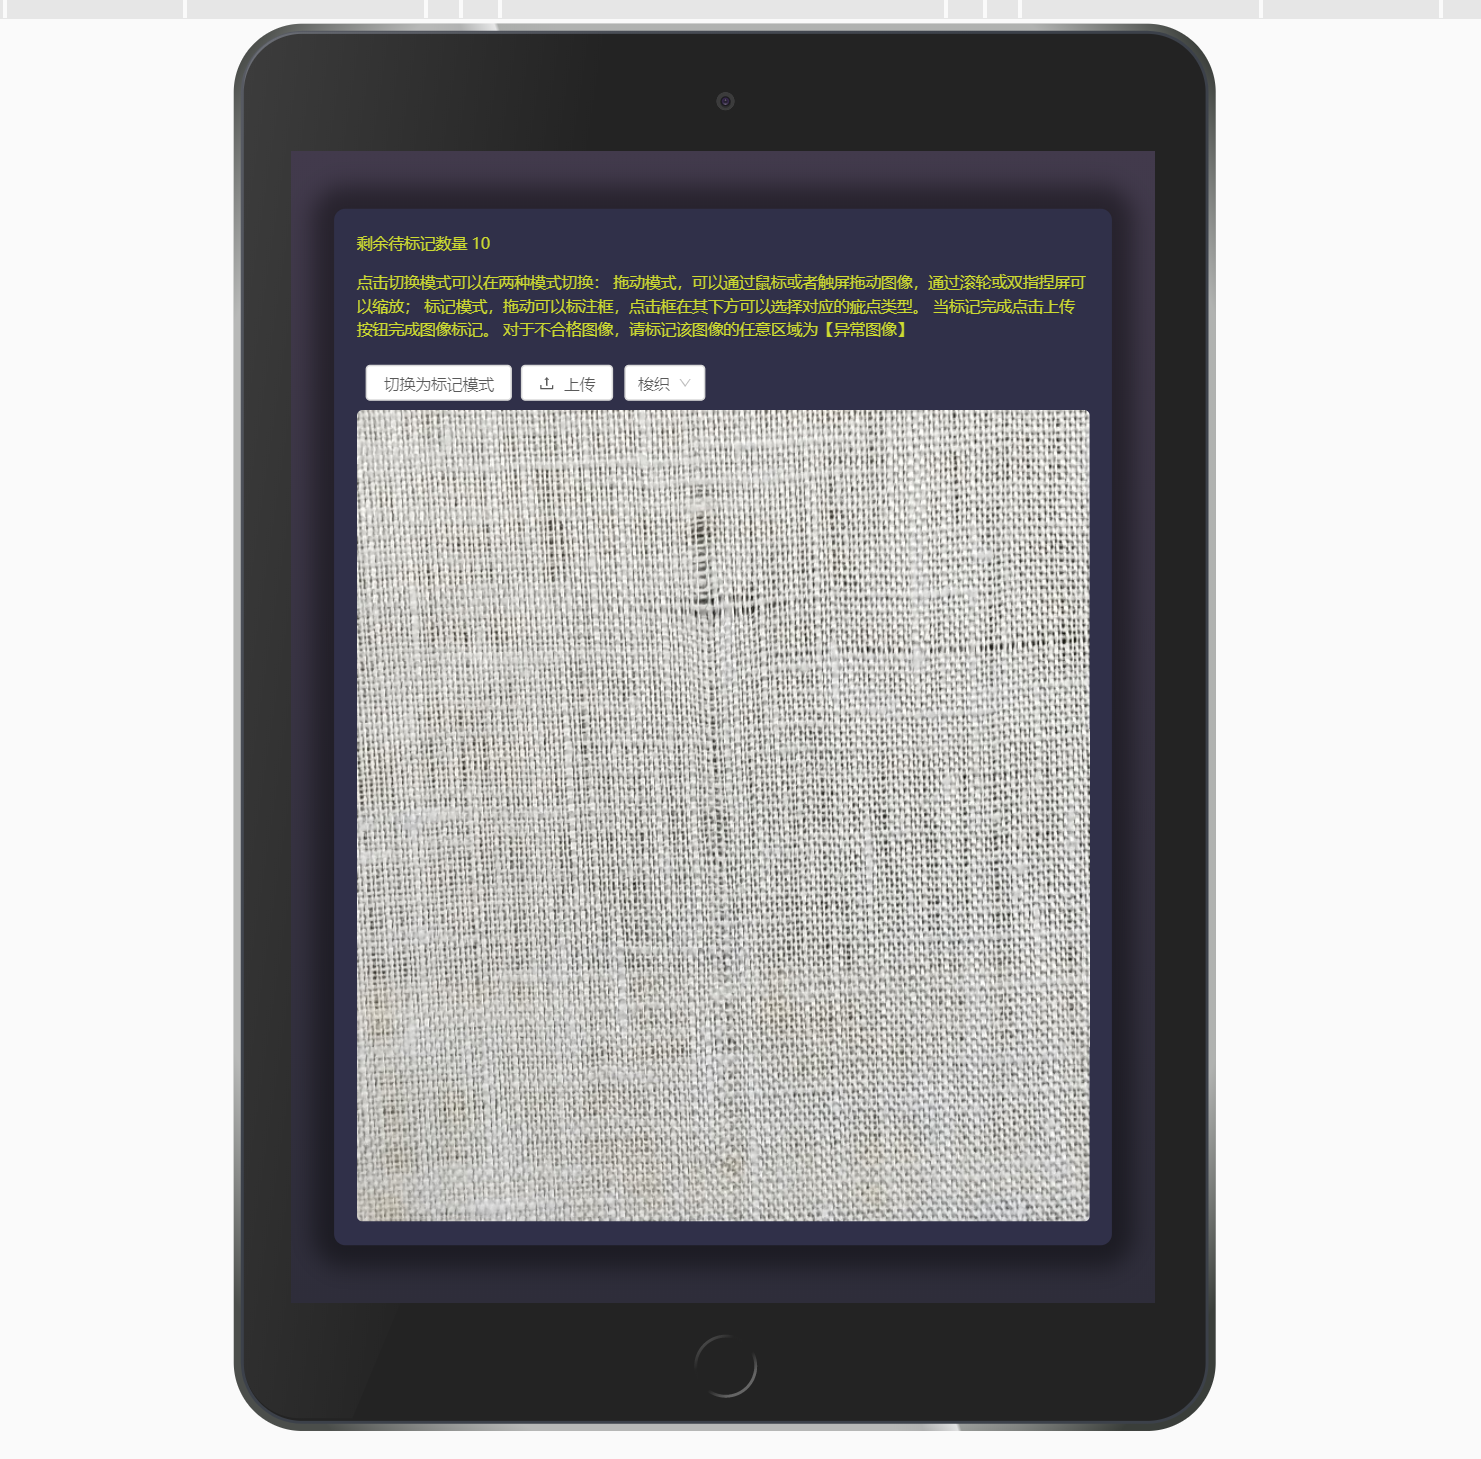 剩余待标记数量 10
点击切换模式可以在两种模式切换： 拖动模式，可以通过鼠标或者触屏拖动图像，通过滚轮或双指捏屏可
以缩放； 标记模式，拖动可以标注框，点击框在其下方可以选择对应的疵点类型。 当标记完成点击上传
按钮完成图像标记。 对于不合格图像，请标记该图像的任意区域为【异常图像】
切换为标记模式 上传 梭织